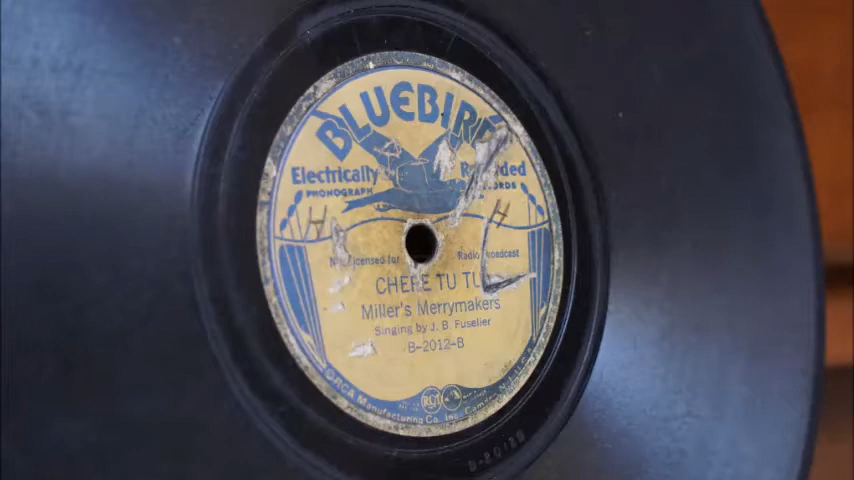 BLUEBIRD
Electrically Recorded
PHONOGRAPH RECORDS
H H
Licensed for Radio Broadcast
CHERE TU TU
Miller's Merrymakers
Singing by J. B. Fuselier
B-2012-B
RCA Manufacturing Co. Inc. Camden, N.J. U.S.A.